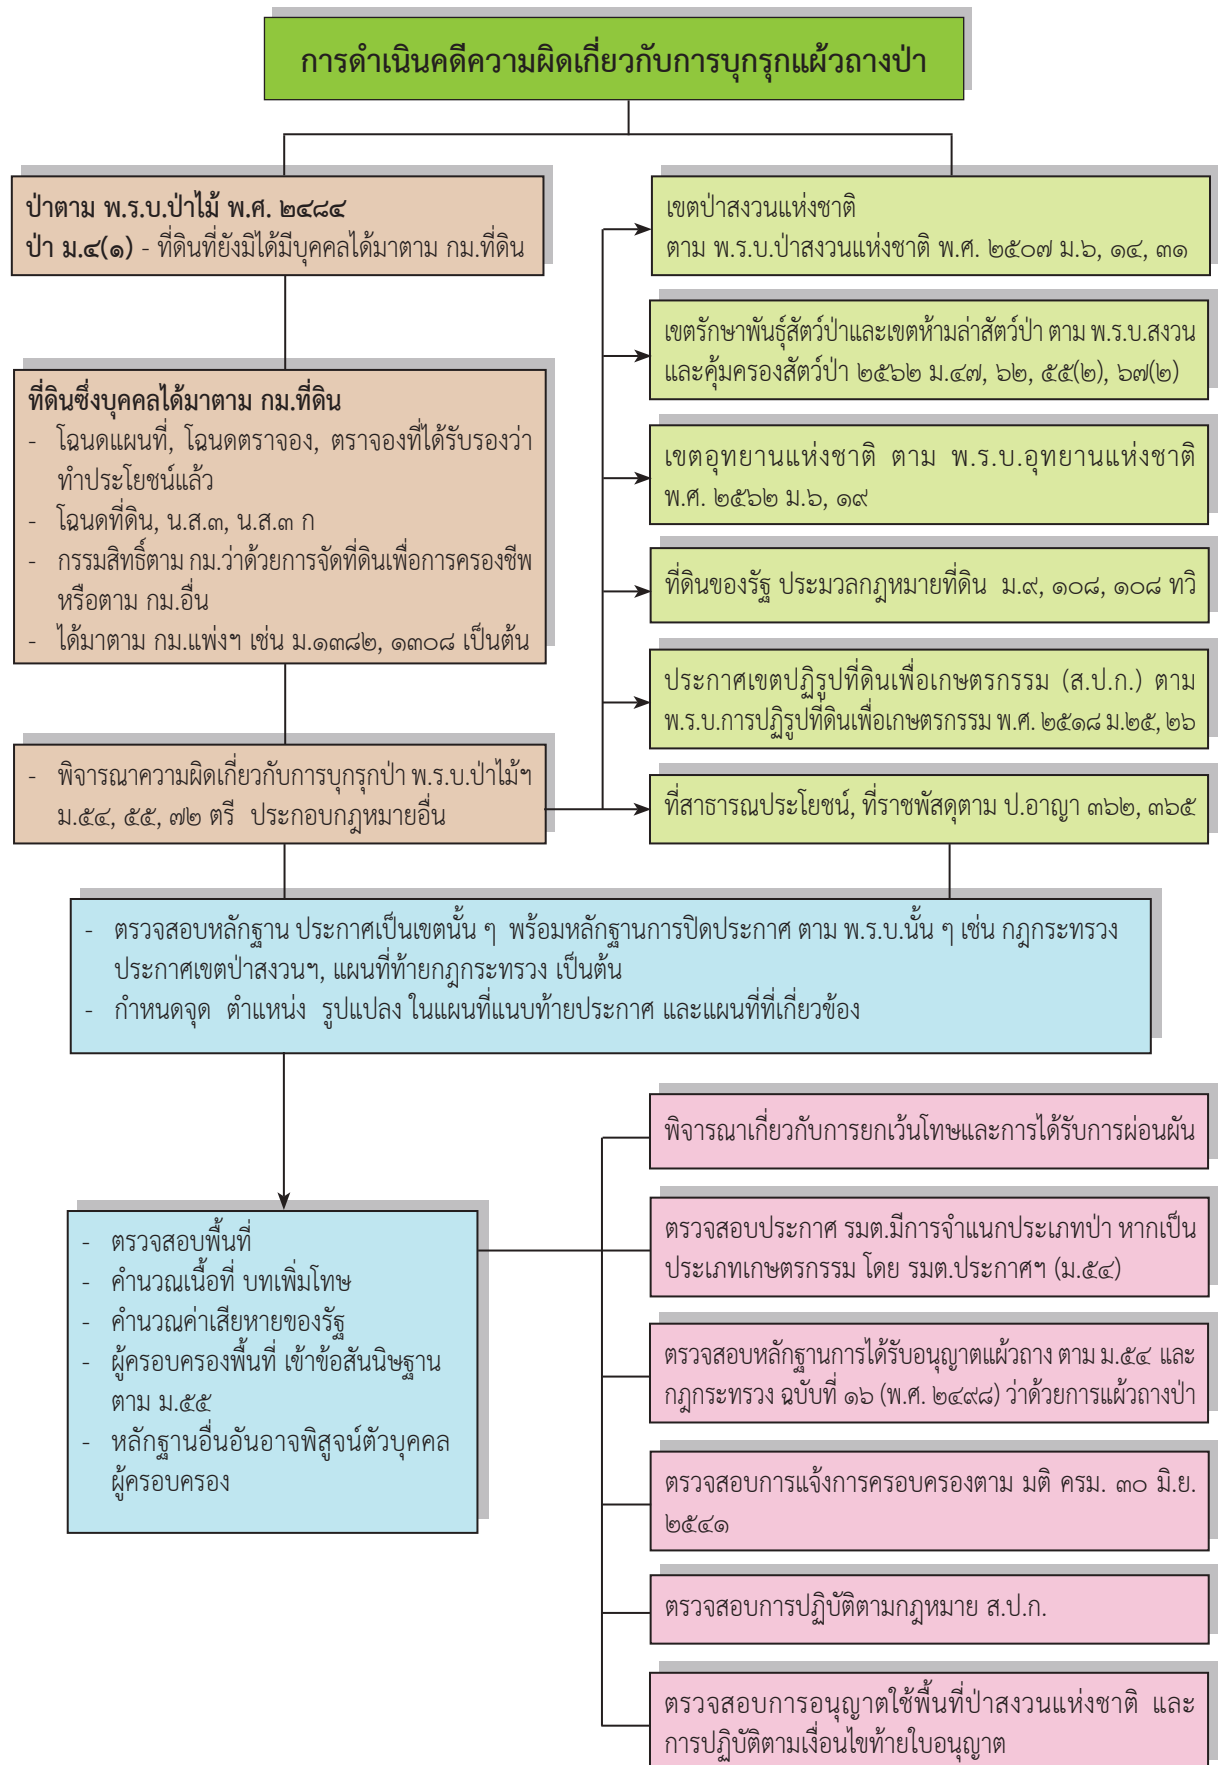 การดำเนินคดีความผิดเกี่ยวกับการบุกรุกแผ้วถางป่า
ป่าตาม พ.ร.บ.ป่าไม้ พ.ศ. ๒๔๘๔
ป่า ม.๔(๑) - ที่ดินที่ยังมิได้มีบุคคลได้มาตาม กม.ที่ดิน
ที่ดินซึ่งบุคคลได้มาตาม กม.ที่ดิน
- โฉนดแผนที่, โฉนดตราจอง, ตราจองที่ได้รับรองว่า
ทำประโยชน์แล้ว
- โฉนดที่ดิน, น.ส.๓, น.ส.๓ ก
- กรรมสิทธิ์ตาม กม.ว่าด้วยการจัดที่ดินเพื่อการครองชีพ
หรือตาม กม.อื่น
- ได้มาตาม กม.แพ่งฯ เช่น ม.๑๓๘๒, ๑๓๐๘ เป็นต้น
- พิจารณาความผิดเกี่ยวกับการบุกรุกป่า พ.ร.บ.ป่าไม้ฯ
ม.๕๔, ๕๕, ๗๒ ตรี ประกอบกฎหมายอื่น
เขตป่าสงวนแห่งชาติ
ตาม พ.ร.บ.ป่าสงวนแห่งชาติ พ.ศ. ๒๕๐๗ ม.๖, ๑๔, ๓๑
เขตรักษาพันธุ์สัตว์ป่าและเขตห้ามล่าสัตว์ป่า ตาม พ.ร.บ.สงวน
และคุ้มครองสัตว์ป่า ๒๕๖๒ ม.๔๗, ๖๒, ๕๕(๒), ๖๗(๒)
เขตอุทยานแห่งชาติ ตาม พ.ร.บ.อุทยานแห่งชาติ
พ.ศ. ๒๕๖๒ ม.๖, ๑๙
ที่ดินของรัฐ ประมวลกฎหมายที่ดิน ม.๙, ๑๐๘, ๑๐๘ ทวิ
ประกาศเขตปฏิรูปที่ดินเพื่อเกษตรกรรม (ส.ป.ก.) ตาม
พ.ร.บ.การปฏิรูปที่ดินเพื่อเกษตรกรรม พ.ศ. ๒๕๑๘ ม.๒๕, ๒๖
ที่สาธารณประโยชน์, ที่ราชพัสดุตาม ป.อาญา ๓๖๒, ๓๖๕
- ตรวจสอบหลักฐาน ประกาศเป็นเขตนั้น ๆ พร้อมหลักฐานการปิดประกาศ ตาม พ.ร.บ.นั้น ๆ เช่น กฎกระทรวง
ประกาศเขตป่าสงวนฯ, แผนที่ท้ายกฎกระทรวง เป็นต้น
- กำหนดจุด ตำแหน่ง รูปแปลง ในแผนที่แนบท้ายประกาศ และแผนที่ที่เกี่ยวข้อง
- ตรวจสอบพื้นที่
- คำนวณเนื้อที่ บทเพิ่มโทษ
- คำนวณค่าเสียหายของรัฐ
- ผู้ครอบครองพื้นที่ เข้าข้อสันนิษฐาน
ตาม ม.๕๕
- หลักฐานอื่นอันอาจพิสูจน์ตัวบุคคล
ผู้ครอบครอง
พิจารณาเกี่ยวกับการยกเว้นโทษและการได้รับการผ่อนผัน
ตรวจสอบประกาศ รมต.มีการจำแนกประเภทป่า หากเป็น
ประเภทเกษตรกรรม โดย รมต.ประกาศฯ (ม.๕๔)
ตรวจสอบหลักฐานการได้รับอนุญาตแผ้วถาง ตาม ม.๕๔ และ
กฎกระทรวง ฉบับที่ ๑๖ (พ.ศ. ๒๔๙๘) ว่าด้วยการแผ้วถางป่า
ตรวจสอบการแจ้งการครอบครองตาม มติ ครม. ๓๐ มิ.ย.
๒๕๔๑
ตรวจสอบการปฏิบัติตามกฎหมาย ส.ป.ก.
ตรวจสอบการอนุญาตใช้พื้นที่ป่าสงวนแห่งชาติ และ
การปฏิบัติตามเงื่อนไขท้ายใบอนุญาต